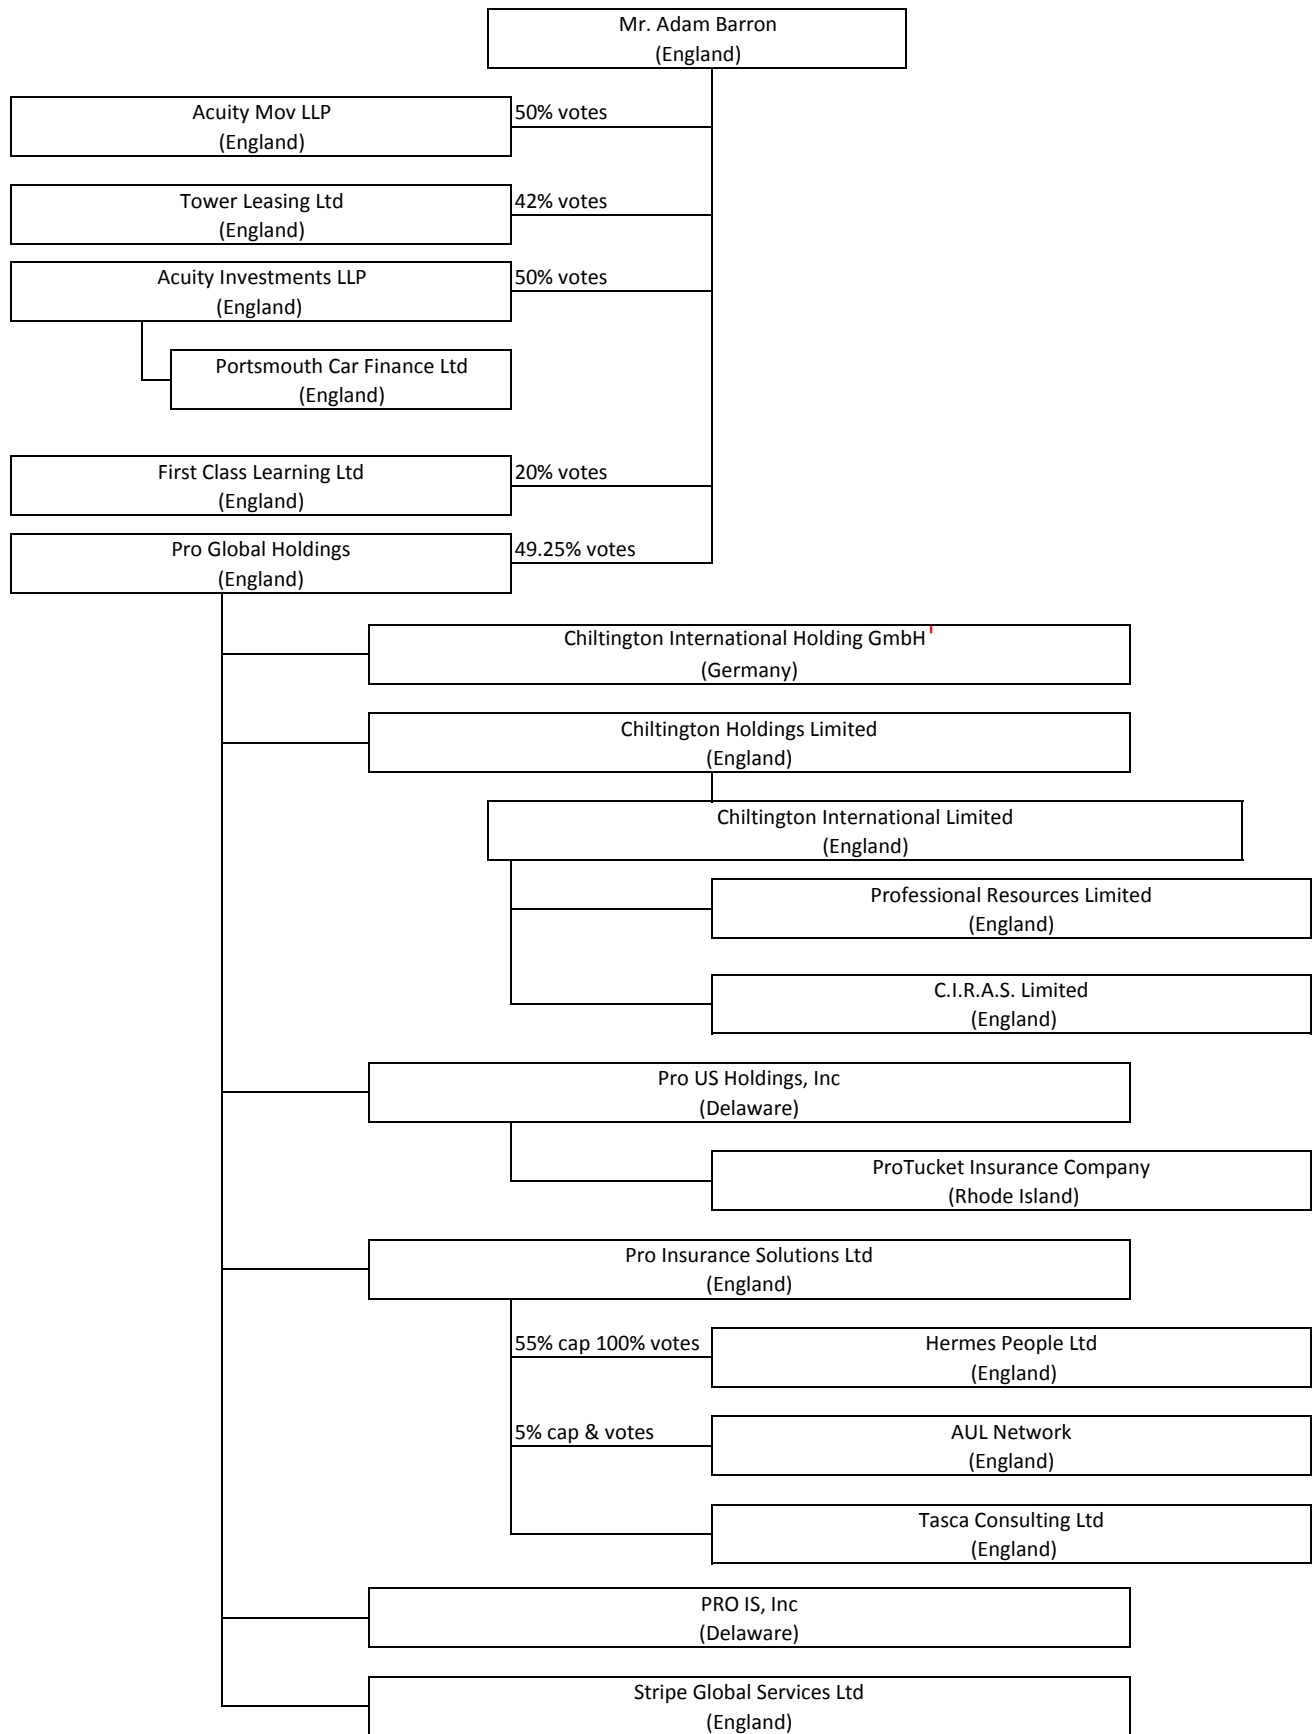 Mr. Adam Barron
(England)
Acuity Mov LLP
(England)
50% votes
Tower Leasing Ltd
(England)
42% votes
Acuity Investments LLP
(England)
50% votes
Portsmouth Car Finance Ltd
(England)
First Class Learning Ltd
(England)
20% votes
Pro Global Holdings
(England)
49.25% votes
Chiltington International Holding GmbH
(Germany)
Chiltington Holdings Limited
(England)
Chiltington International Limited
(England)
Professional Resources Limited
(England)
C.I.R.A.S. Limited
(England)
Pro US Holdings, Inc
(Delaware)
ProTucket Insurance Company
(Rhode Island)
Pro Insurance Solutions Ltd
(England)
55% cap 100% votes
Hermes People Ltd
(England)
5% cap & votes
AUL Network
(England)
Tasca Consulting Ltd
(England)
PRO IS, Inc
(Delaware)
Stripe Global Services Ltd
(England)